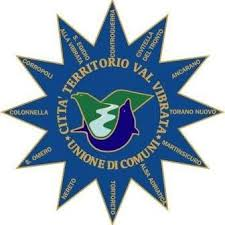 CONTROGUERRA
CIVITELLA
DEL TRONTO
ANCARANO
TORANO NUOVO
MARTINSICURO
ALBA ADRIATICA
TORTORETO
NERETO
S. OMERO
COLONNELLA
CORROPOLI
S. EGIDIO
ALLA VIBRATA
CITTÀ TERRITORIO VAL VIBRATA
UNIONE DI COMUNI